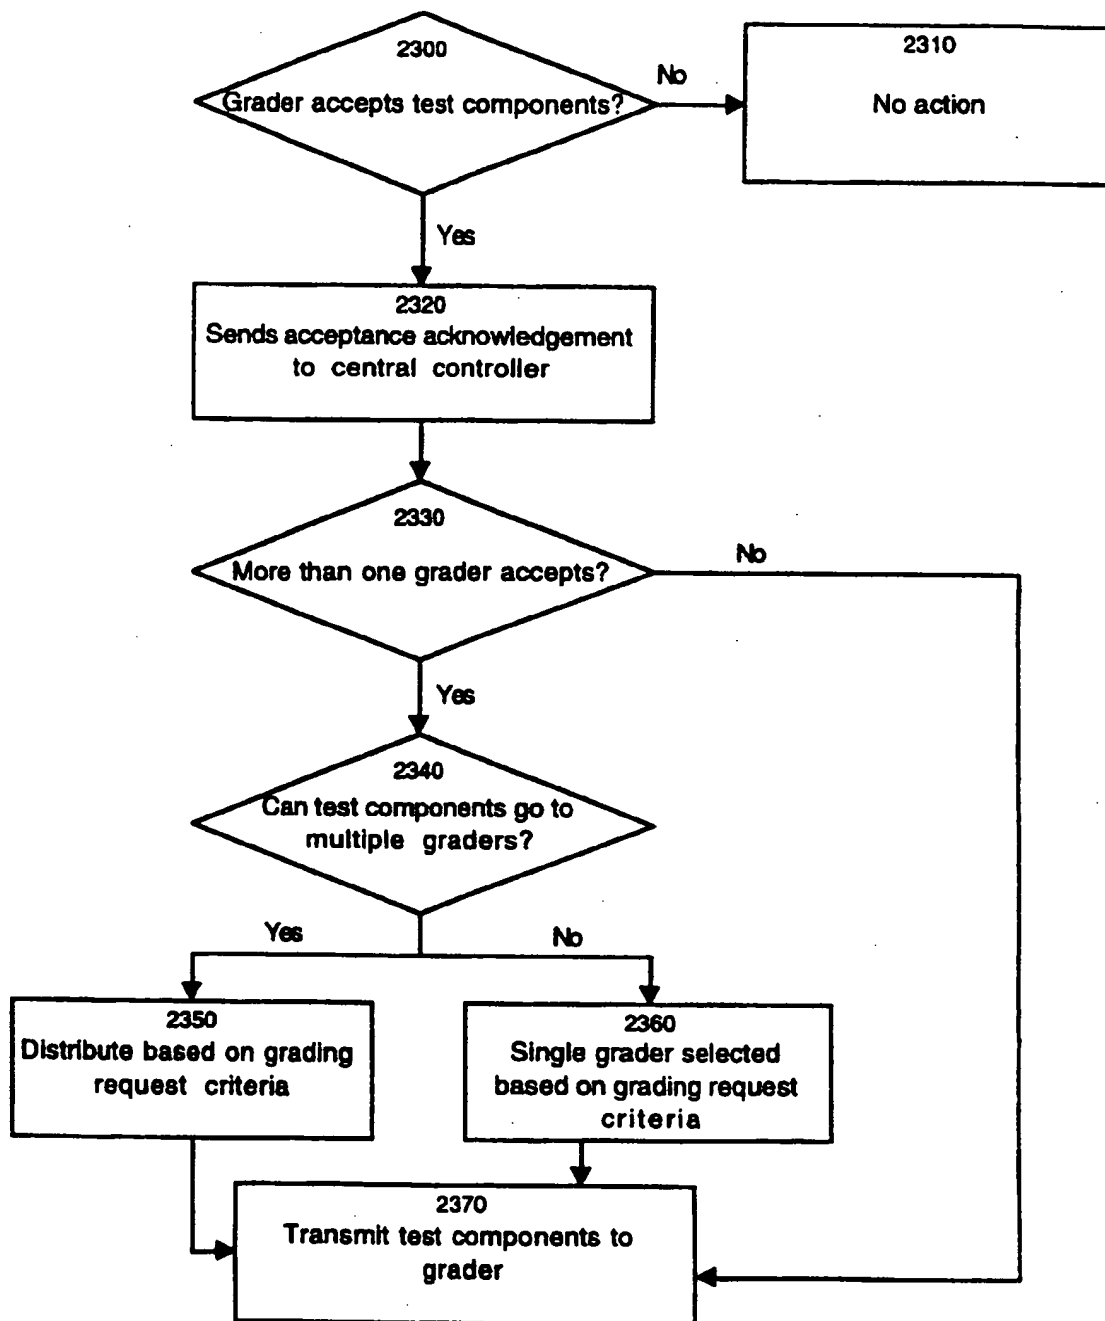 2300
Grader accepts test components?
No
2310
No action
Yes
2320
Sends acceptance acknowledgement
to central controller
2330
More than one grader accepts?
No
Yes
2340
Can test components go to
multiple graders?
Yes
No
2350
Distribute based on grading
request criteria
2360
Single grader selected
based on grading request
criteria
2370
Transmit test components to
grader